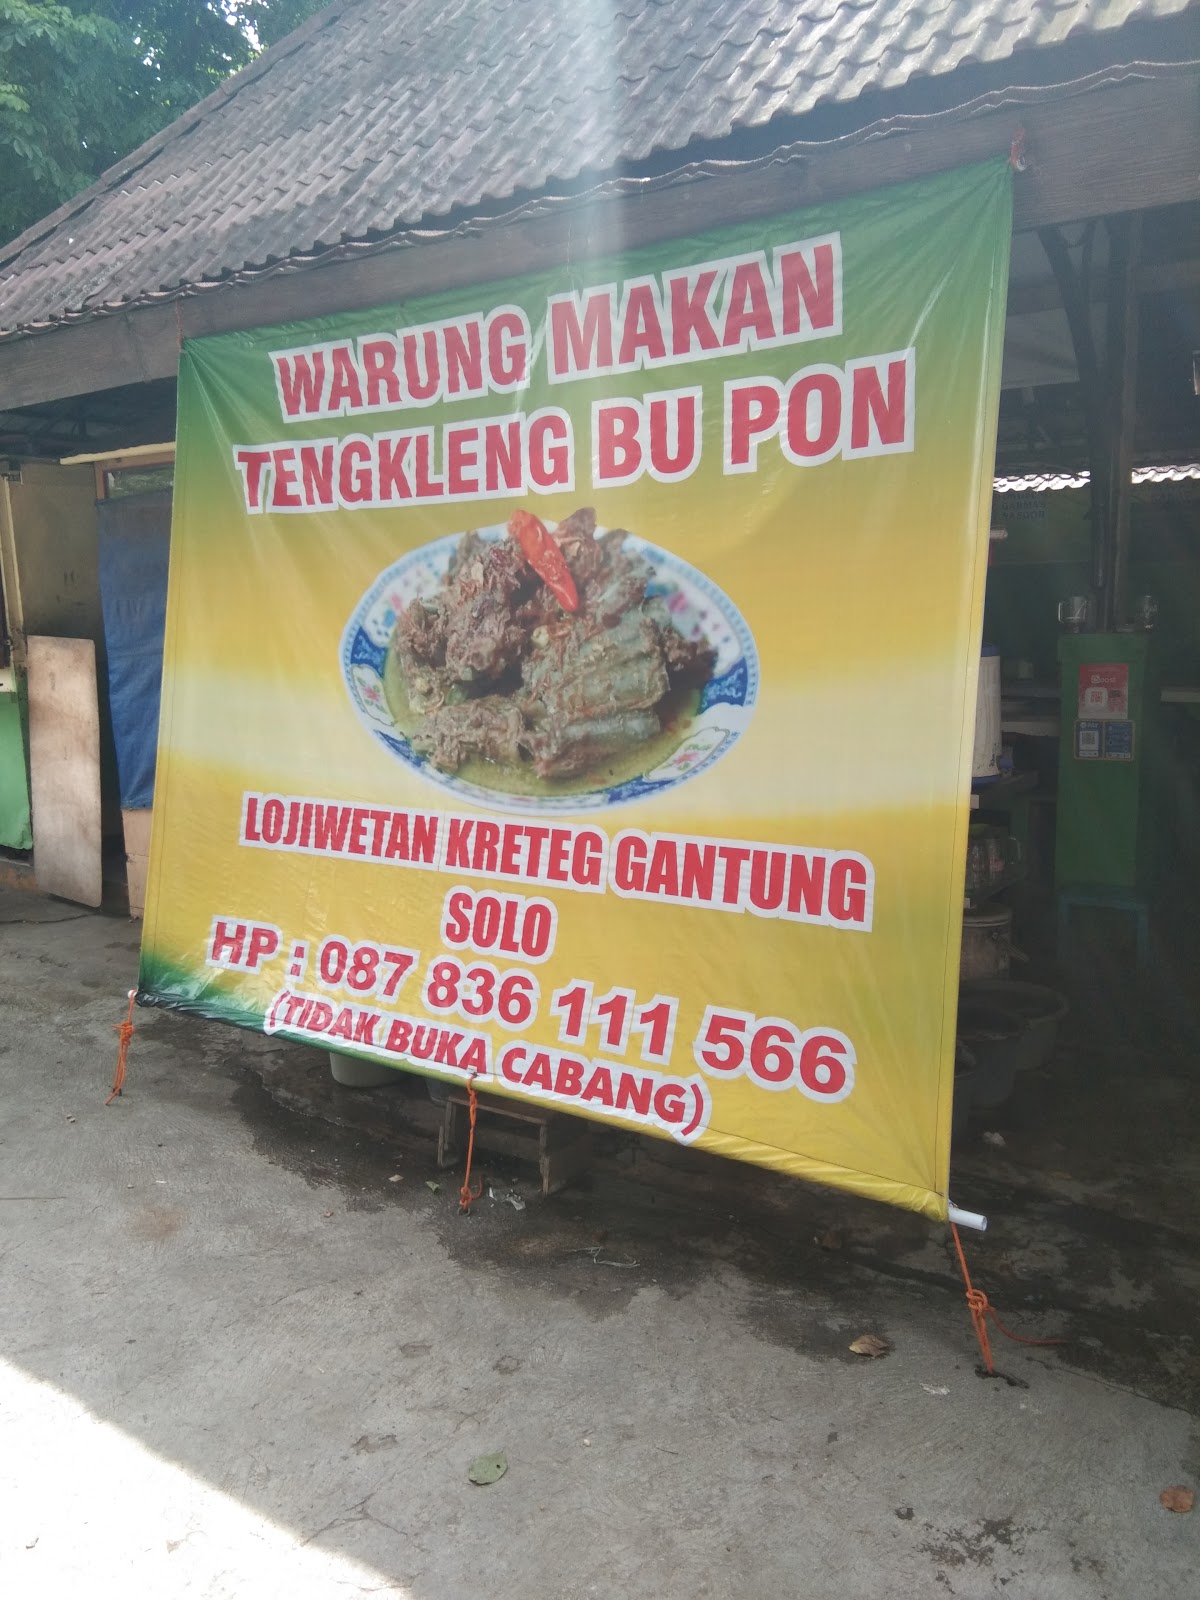 WARUNG MAKAN
TENGKLENG BU PON
LOJIWETAN KRETEG GANTUNG
SOLO
HP : 087 836 111 566
(TIDAK BUKA CABANG)